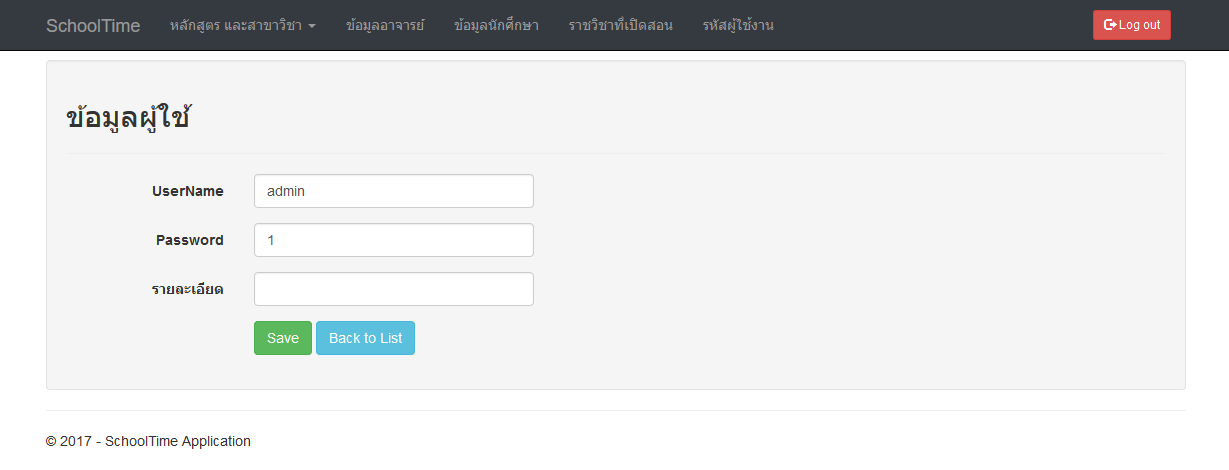 SchoolTime หลักสูตร และสาขาวิชา ข้อมูลอาจารย์ ข้อมูลนักศึกษา ราชวิชาที่เปิดสอน รหัสผู้ใช้งาน Log out
ข้อมูลผู้ใช้
UserName admin
Password 1
รายตะเอียด
Save Back to List
© 2017 - SchoolTime Application